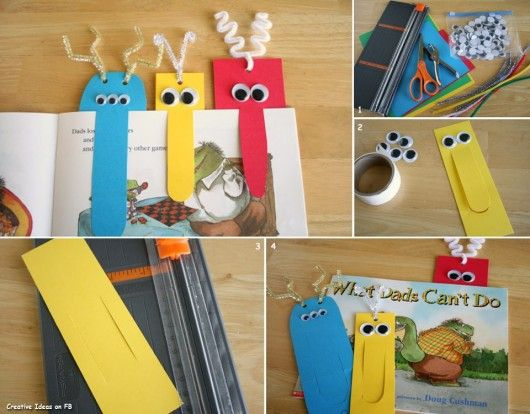 Dads lo
and
ny other game
1
2
3
4
What Dads Can't Do
Doug Cushman
Creative Ideas on FB